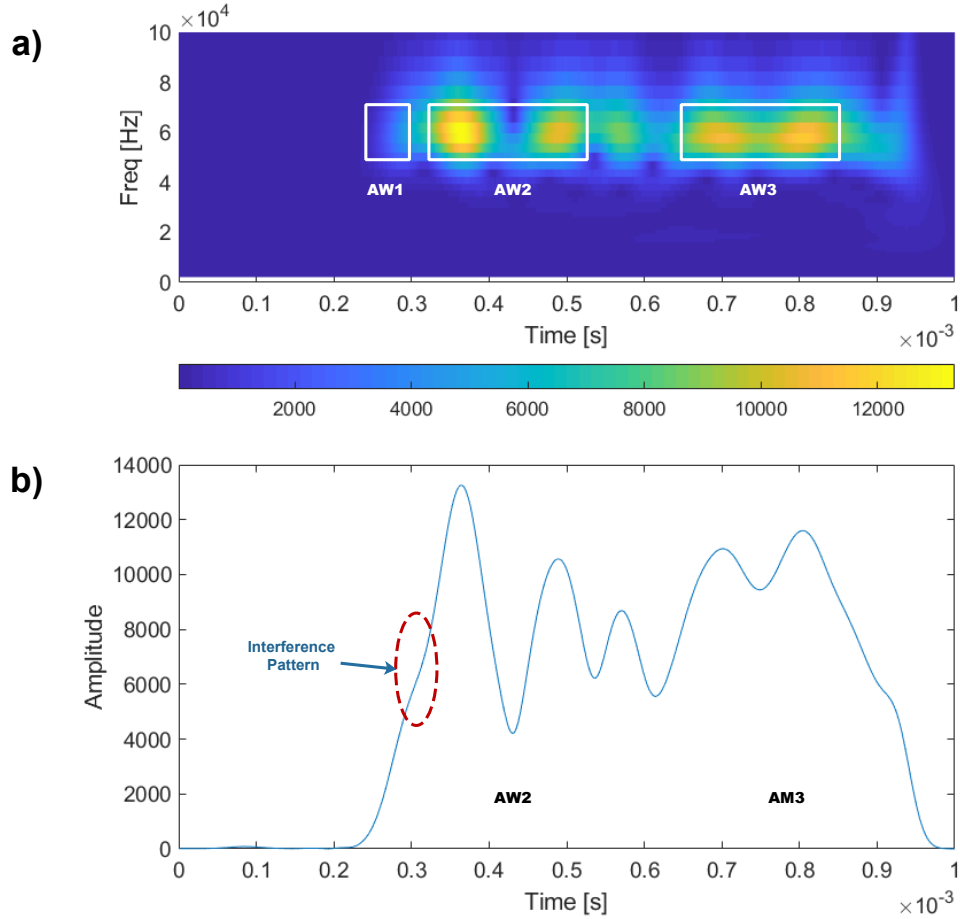 a)
×10⁴
10
8
6
4
2
0
Freq [Hz]
AW1
AW2
AW3
0 0.1 0.2 0.3 0.4 0.5 0.6 0.7 0.8 0.9 1
Time [s]
×10⁻³
2000 4000 6000 8000 10000 12000
b)
14000
12000
10000
8000
6000
4000
2000
0
Amplitude
Interference
Pattern
AW2
AM3
0 0.1 0.2 0.3 0.4 0.5 0.6 0.7 0.8 0.9 1
Time [s]
×10⁻³